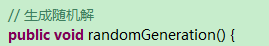 // 生成随机解
public void randomGeneration() {